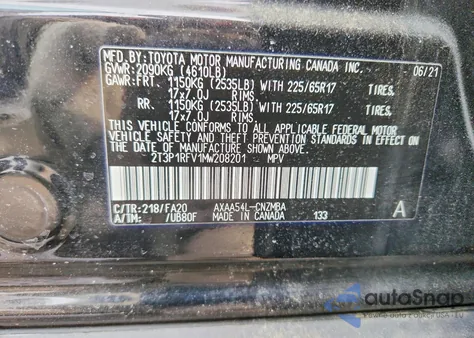 MFD.BY: TOYOTA MOTOR MANUFACTURING CANADA INC. 06/21
GVWR: 2090KG (4610LB)
GAWR: FRT. 1150KG (2535LB) WITH 225/65R17 TIRES,
17x7.0J RIMS
RR. 1150KG (2535LB) WITH 225/65R17 TIRES,
17x7.0J RIMS
THIS VEHICLE CONFORMS TO ALL APPLICABLE FEDERAL MOTOR
VEHICLE SAFETY AND THEFT PREVENTION STANDARDS IN EFFECT ON
THE DATE OF MANUFACTURE SHOWN ABOVE.
2T3P1RFV1MW208201 MPV
C/TR: 218/FA20 AXAA54L-CNZMBA A
A/TM: /UB80F MADE IN CANADA 133
autoSnap